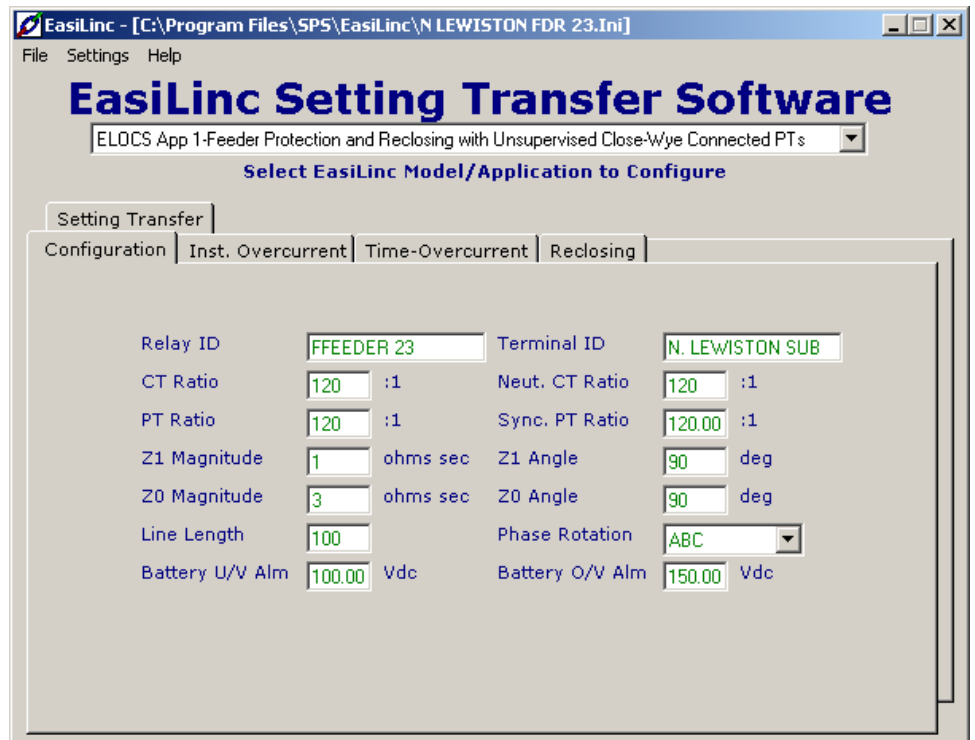 EasiLinc - [C:\Program Files\SPS\EasiLinc\N LEWISTON FDR 23.Ini]
File Settings Help
EasiLinc Setting Transfer Software
ELOCS App 1-Feeder Protection and Reclosing with Unsupervised Close-Wye Connected PTs
Select EasiLinc Model/Application to Configure
Setting Transfer
Configuration Inst. Overcurrent Time-Overcurrent Reclosing
Relay ID FFEEDER 23 Terminal ID N. LEWISTON SUB
CT Ratio 120 :1 Neut. CT Ratio 120 :1
PT Ratio 120 :1 Sync. PT Ratio 120.00 :1
Z1 Magnitude 1 ohms sec Z1 Angle 90 deg
Z0 Magnitude 3 ohms sec Z0 Angle 90 deg
Line Length 100 Phase Rotation ABC
Battery U/V Alm 100.00 Vdc Battery O/V Alm 150.00 Vdc